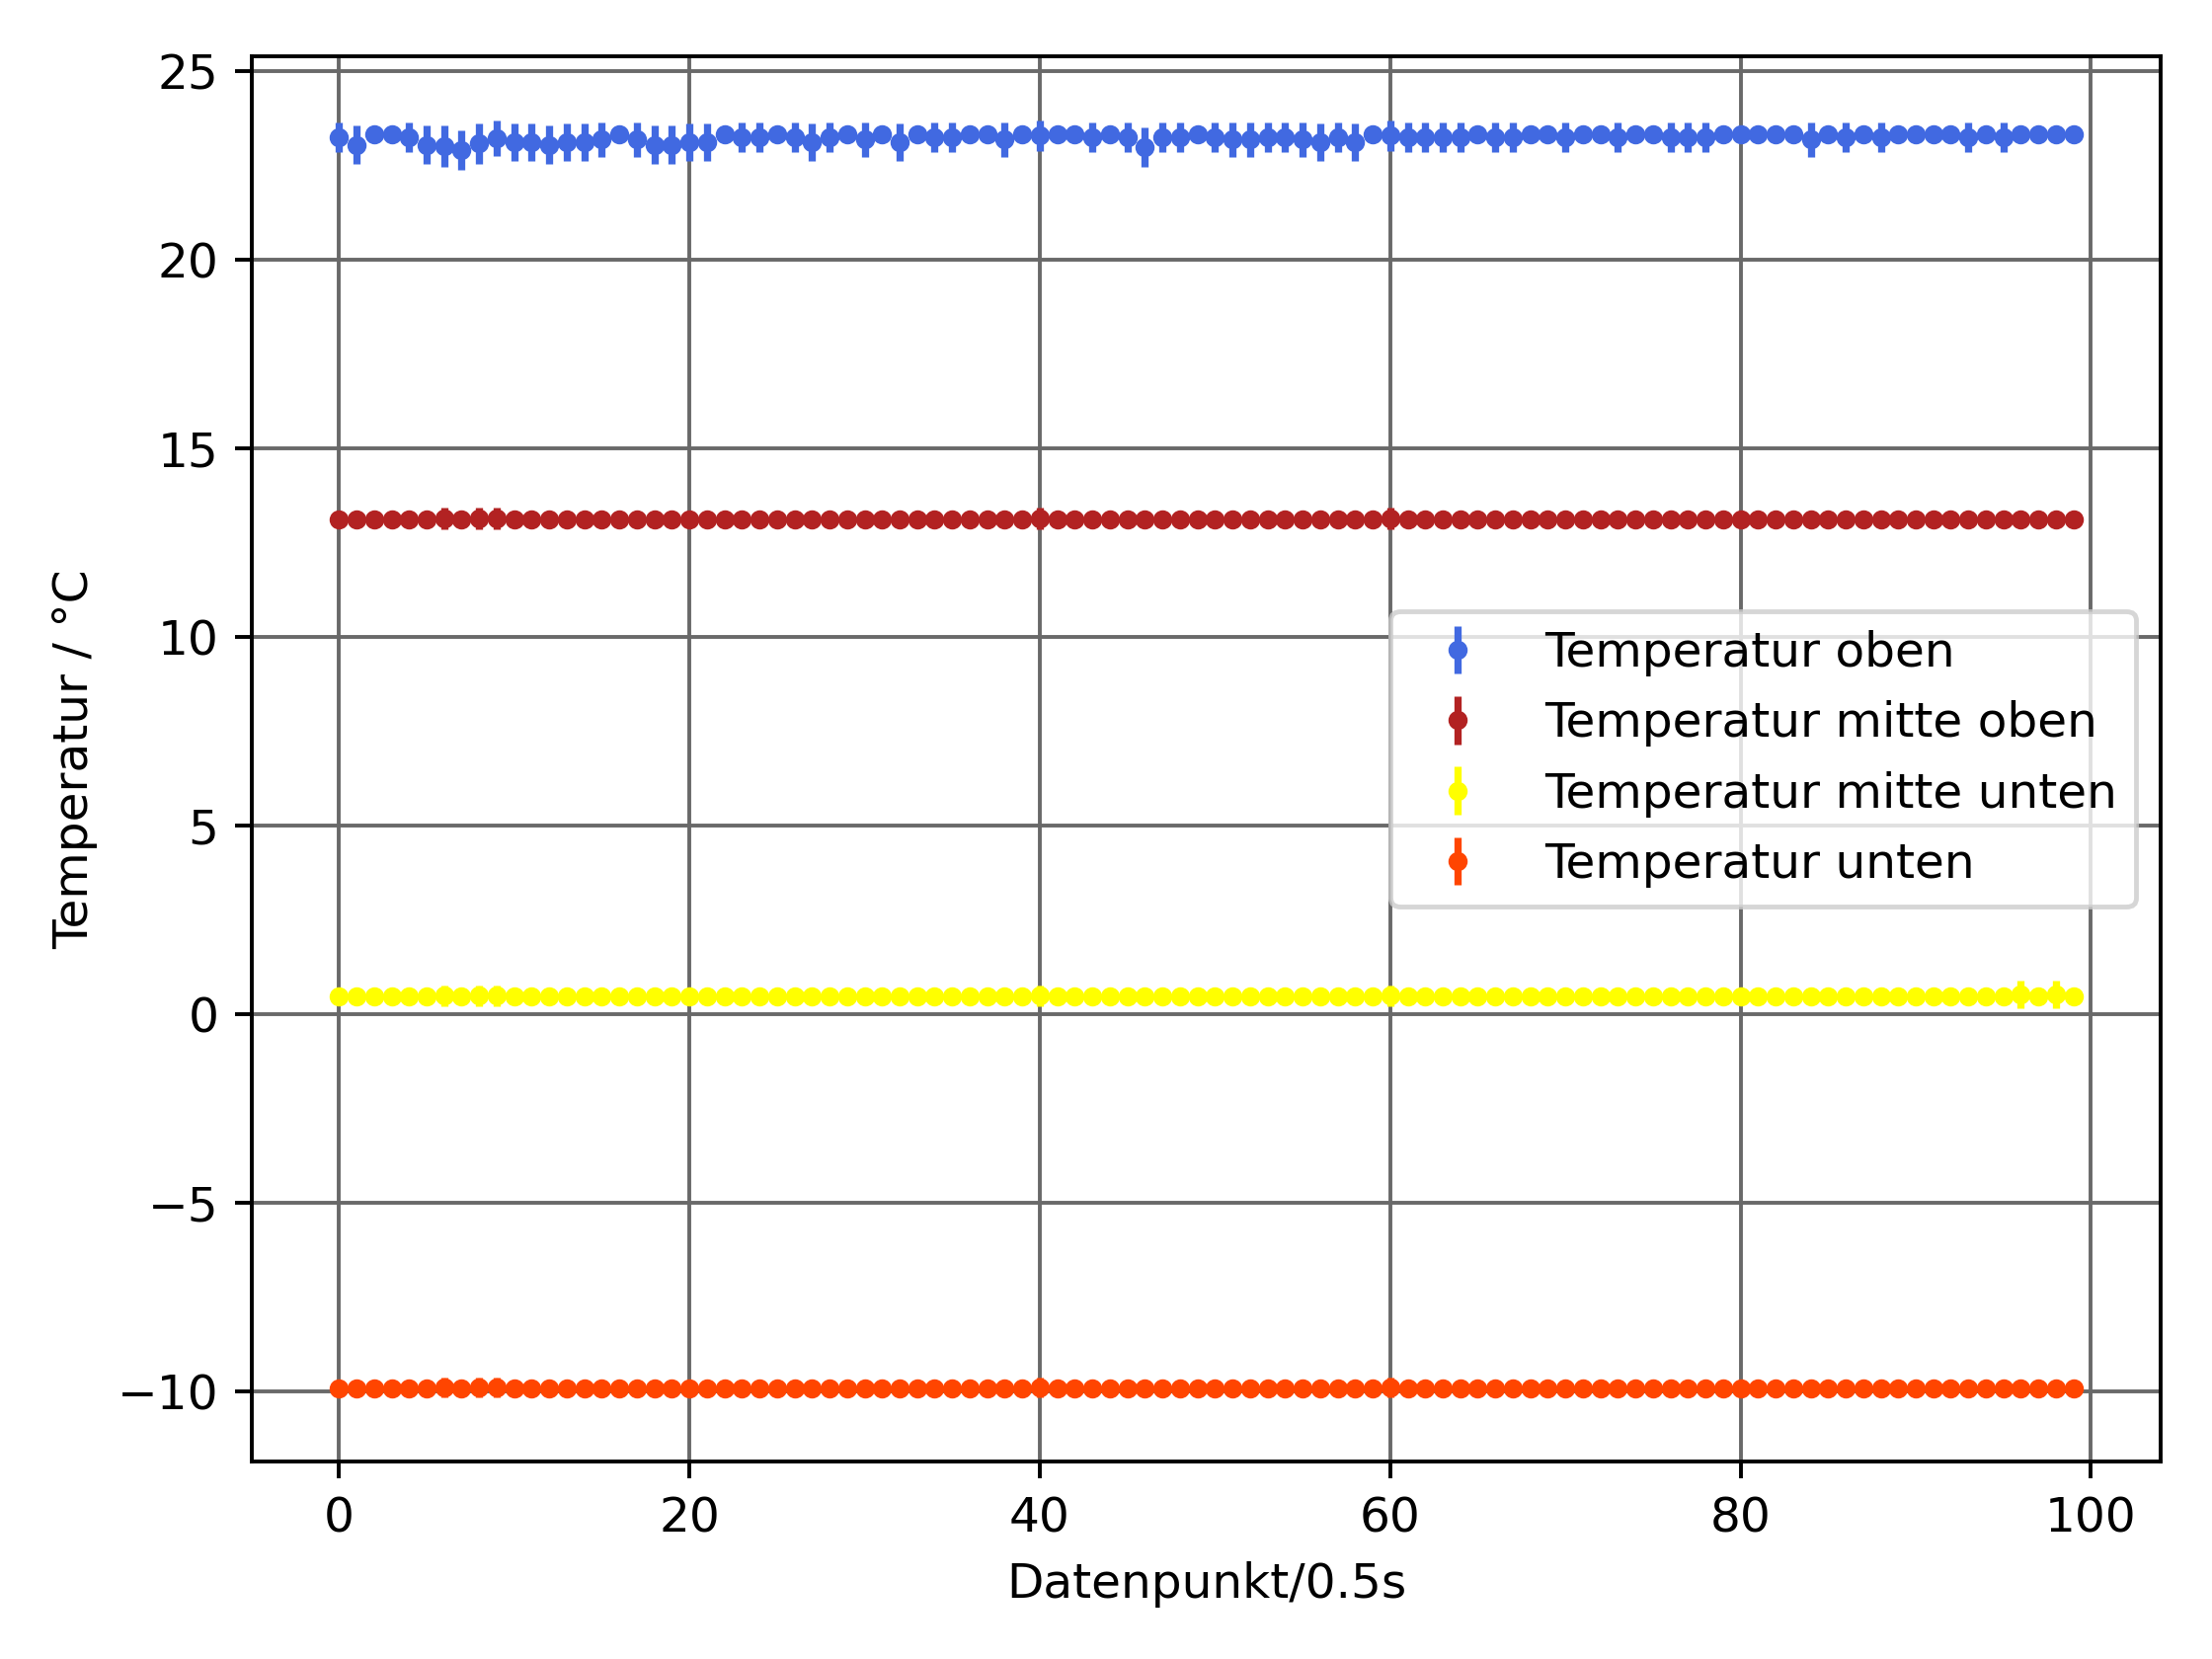 25
20
15
10
5
0
−5
−10
Temperatur / °C
Temperatur oben
Temperatur mitte oben
Temperatur mitte unten
Temperatur unten
0 20 40 60 80 100
Datenpunkt/0.5s